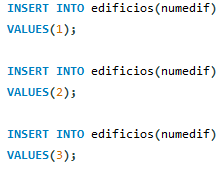 INSERT INTO edificios(numedif)
VALUES(1);
INSERT INTO edificios(numedif)
VALUES(2);
INSERT INTO edificios(numedif)
VALUES(3);